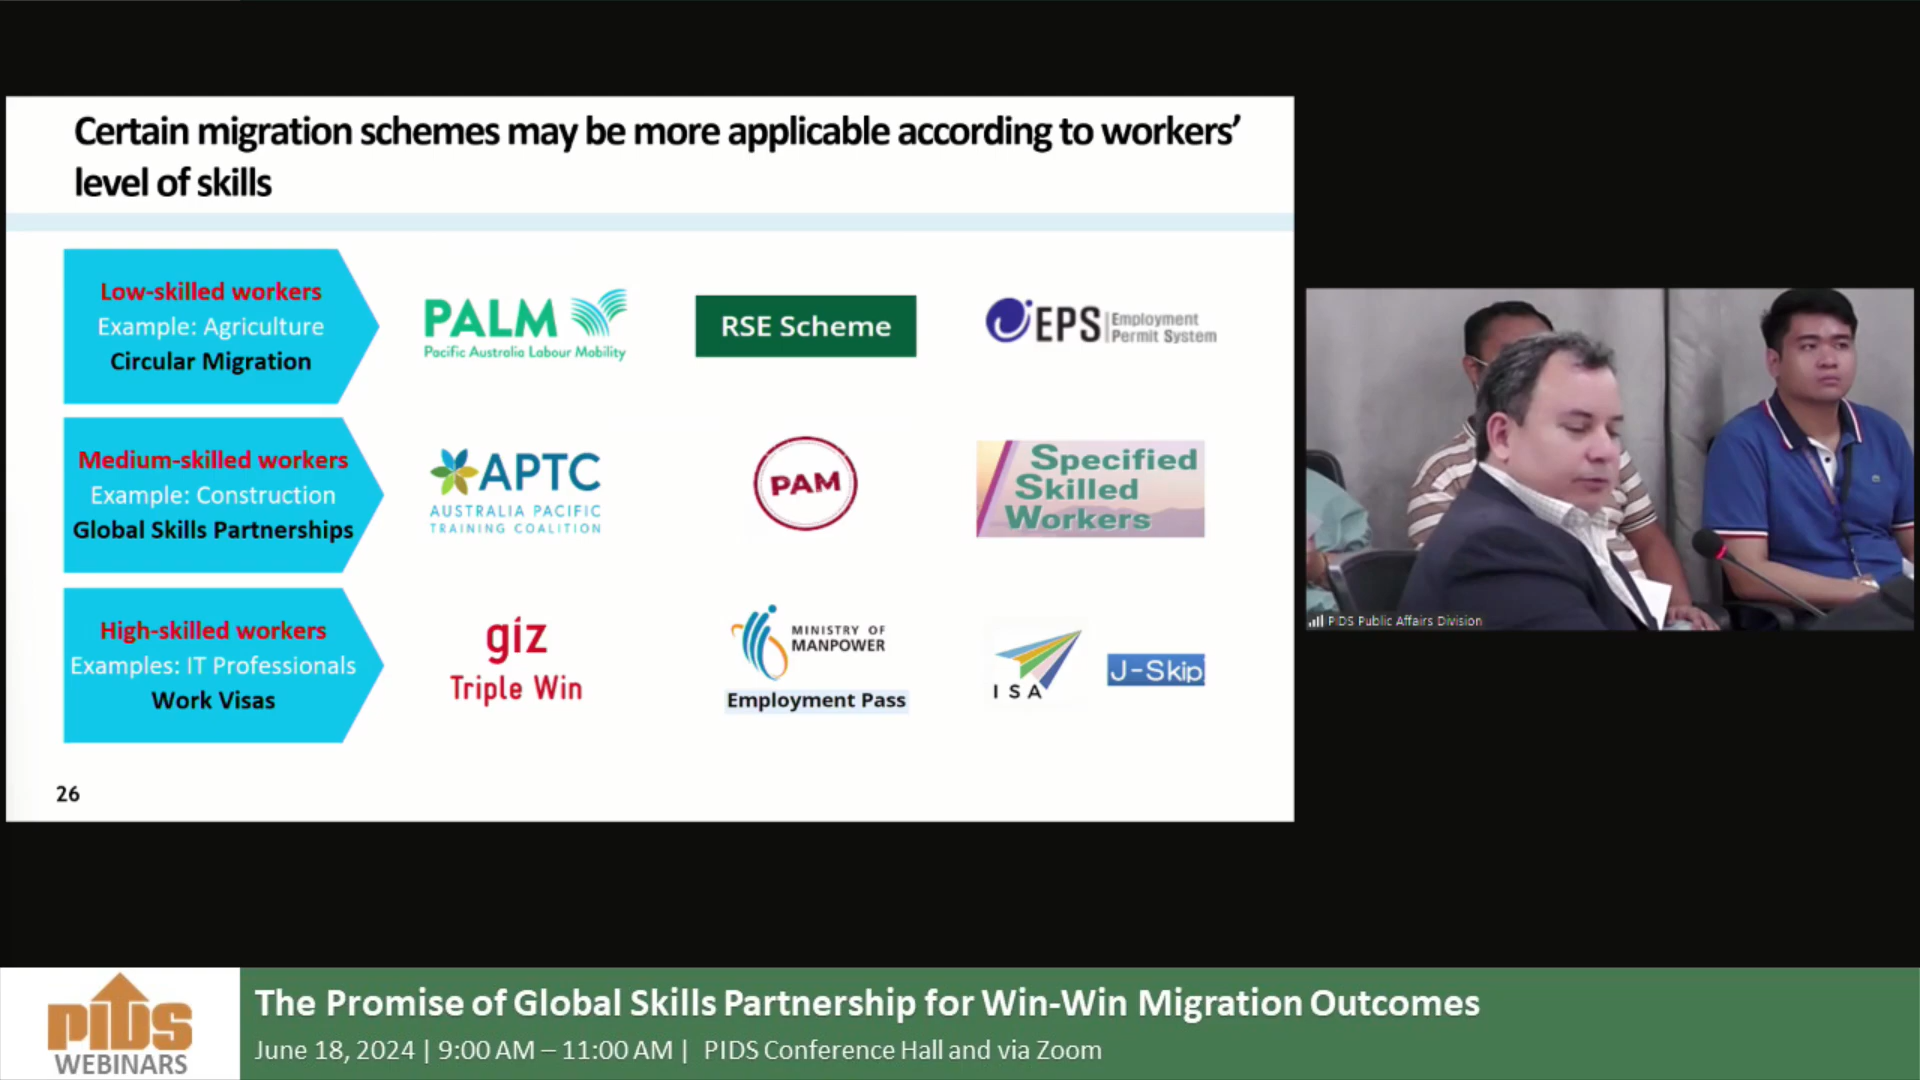 Certain migration schemes may be more applicable according to workers'
level of skills
Low-skilled workers
Example: Agriculture
Circular Migration
PALM
Pacific Australia Labour Mobility
RSE Scheme
EPS Employment
Permit System
Medium-skilled workers
Example: Construction
Global Skills Partnerships
APTC
AUSTRALIA PACIFIC
TRAINING COALITION
PAM
Specified
Skilled
Workers
High-skilled workers
Examples: IT Professionals
Work Visas
giz
Triple Win
MINISTRY OF
MANPOWER
Employment Pass
ISA
J-Skip
26
PIDS Public Affairs Division
PIDS
WEBINARS
The Promise of Global Skills Partnership for Win-Win Migration Outcomes
June 18, 2024 | 9:00 AM – 11:00 AM | PIDS Conference Hall and via Zoom